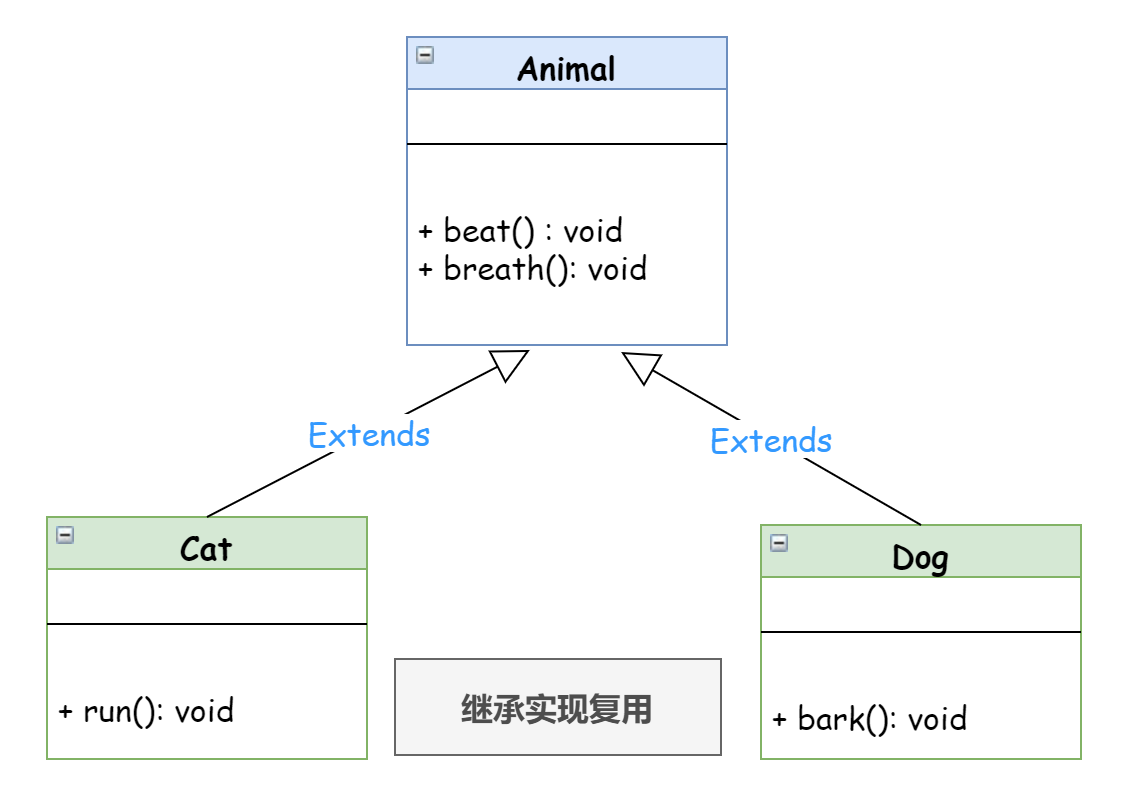 Animal
+ beat() : void
+ breath(): void
Extends
Extends
Cat
+ run(): void
Dog
+ bark(): void
继承实现复用